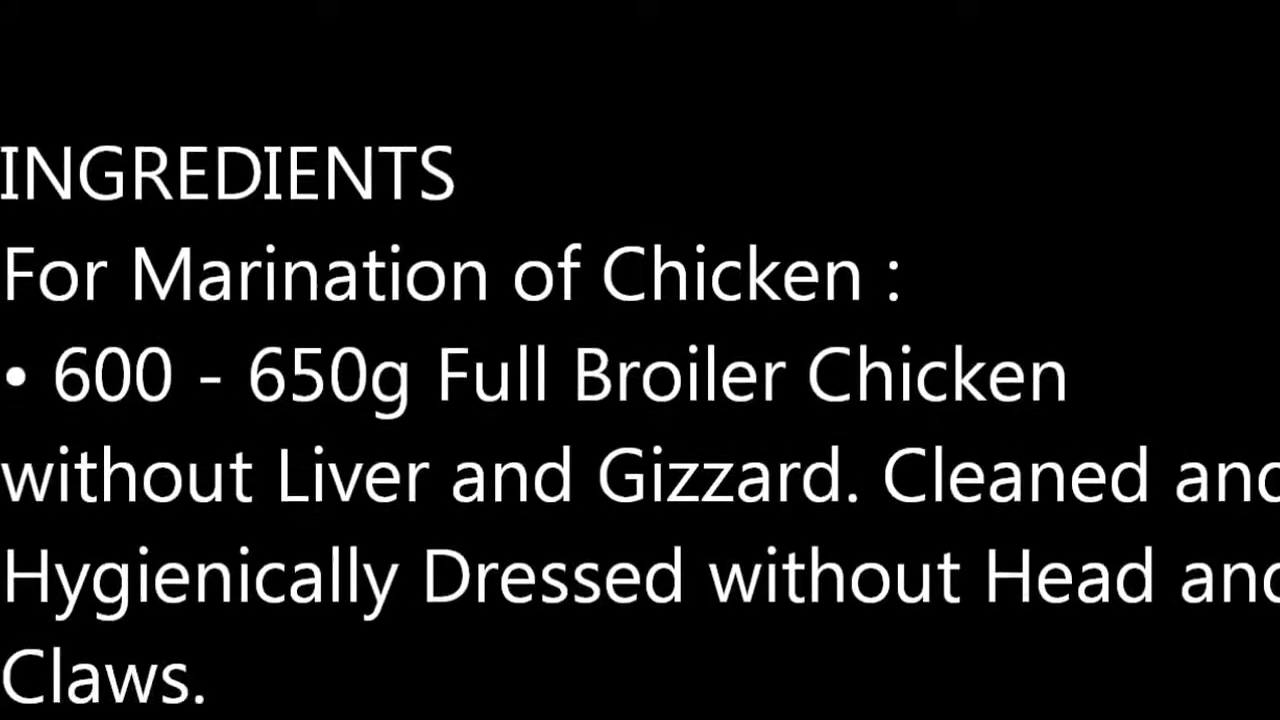 INGREDIENTS
For Marination of Chicken :
• 600 - 650g Full Broiler Chicken
without Liver and Gizzard. Cleaned and
Hygienically Dressed without Head and
Claws.